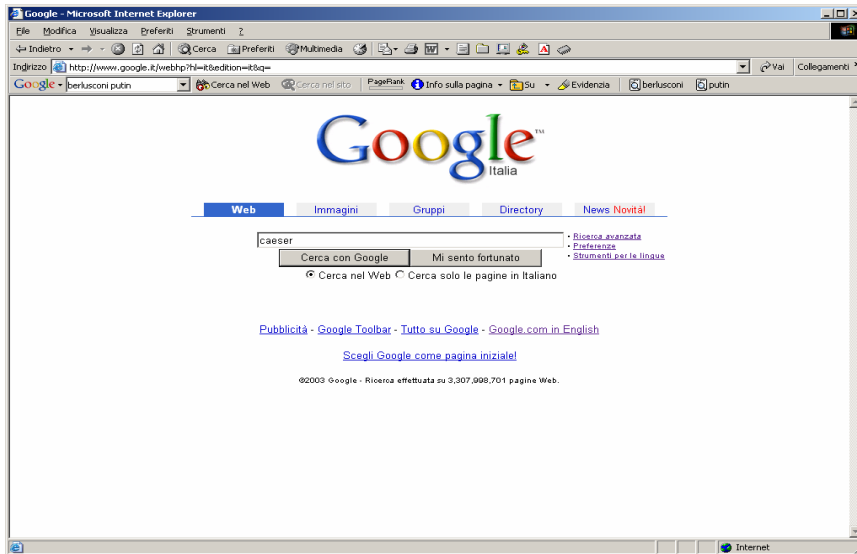 Google - Microsoft Internet Explorer
File Modifica Visualizza Preferiti Strumenti ?
Indietro Cerca Preferiti Multimedia
Indirizzo http://www.google.it/webhp?hl=it&edition=it&q= Vai Collegamenti »
Google berlusconi putin Cerca nel Web Cerca nel sito PageRank Info sulla pagina Su Evidenzia berlusconi putin
Google™
Italia
Web Immagini Gruppi Directory News Novità!
caeser
• Ricerca avanzata
• Preferenze
• Strumenti per le lingue
Cerca con Google Mi sento fortunato
Cerca nel Web Cerca solo le pagine in Italiano
Pubblicità - Google Toolbar - Tutto su Google - Google.com in English
Scegli Google come pagina iniziale!
©2003 Google - Ricerca effettuata su 3,307,998,701 pagine Web.
Internet